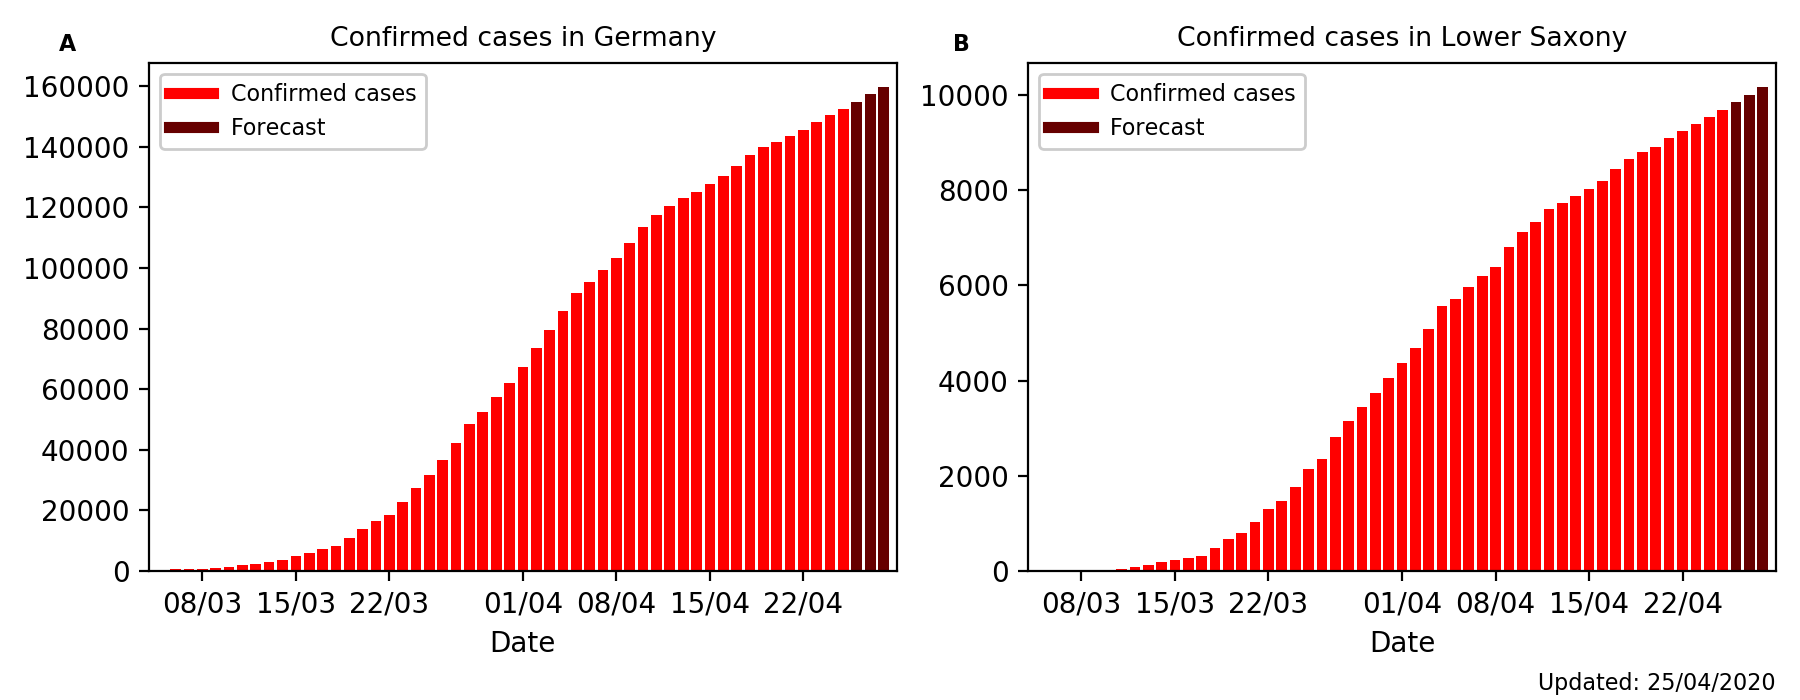 A
Confirmed cases in Germany
160000
140000
120000
100000
80000
60000
40000
20000
0
Confirmed cases
Forecast
08/03 15/03 22/03 01/04 08/04 15/04 22/04
Date
B
Confirmed cases in Lower Saxony
10000
8000
6000
4000
2000
0
Confirmed cases
Forecast
08/03 15/03 22/03 01/04 08/04 15/04 22/04
Date
Updated: 25/04/2020